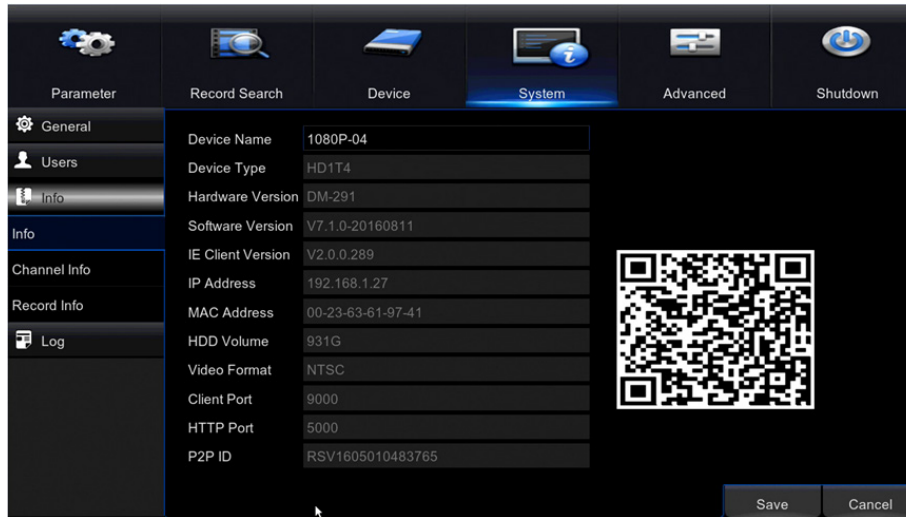 Parameter Record Search Device System Advanced Shutdown
General
Users
Info
Info
Channel Info
Record Info
Log
Device Name 1080P-04
Device Type HD1T4
Hardware Version DM-291
Software Version V7.1.0-20160811
IE Client Version V2.0.0.289
IP Address 192.168.1.27
MAC Address 00-23-63-61-97-41
HDD Volume 931G
Video Format NTSC
Client Port 9000
HTTP Port 5000
P2P ID RSV1605010483765
Save Cancel